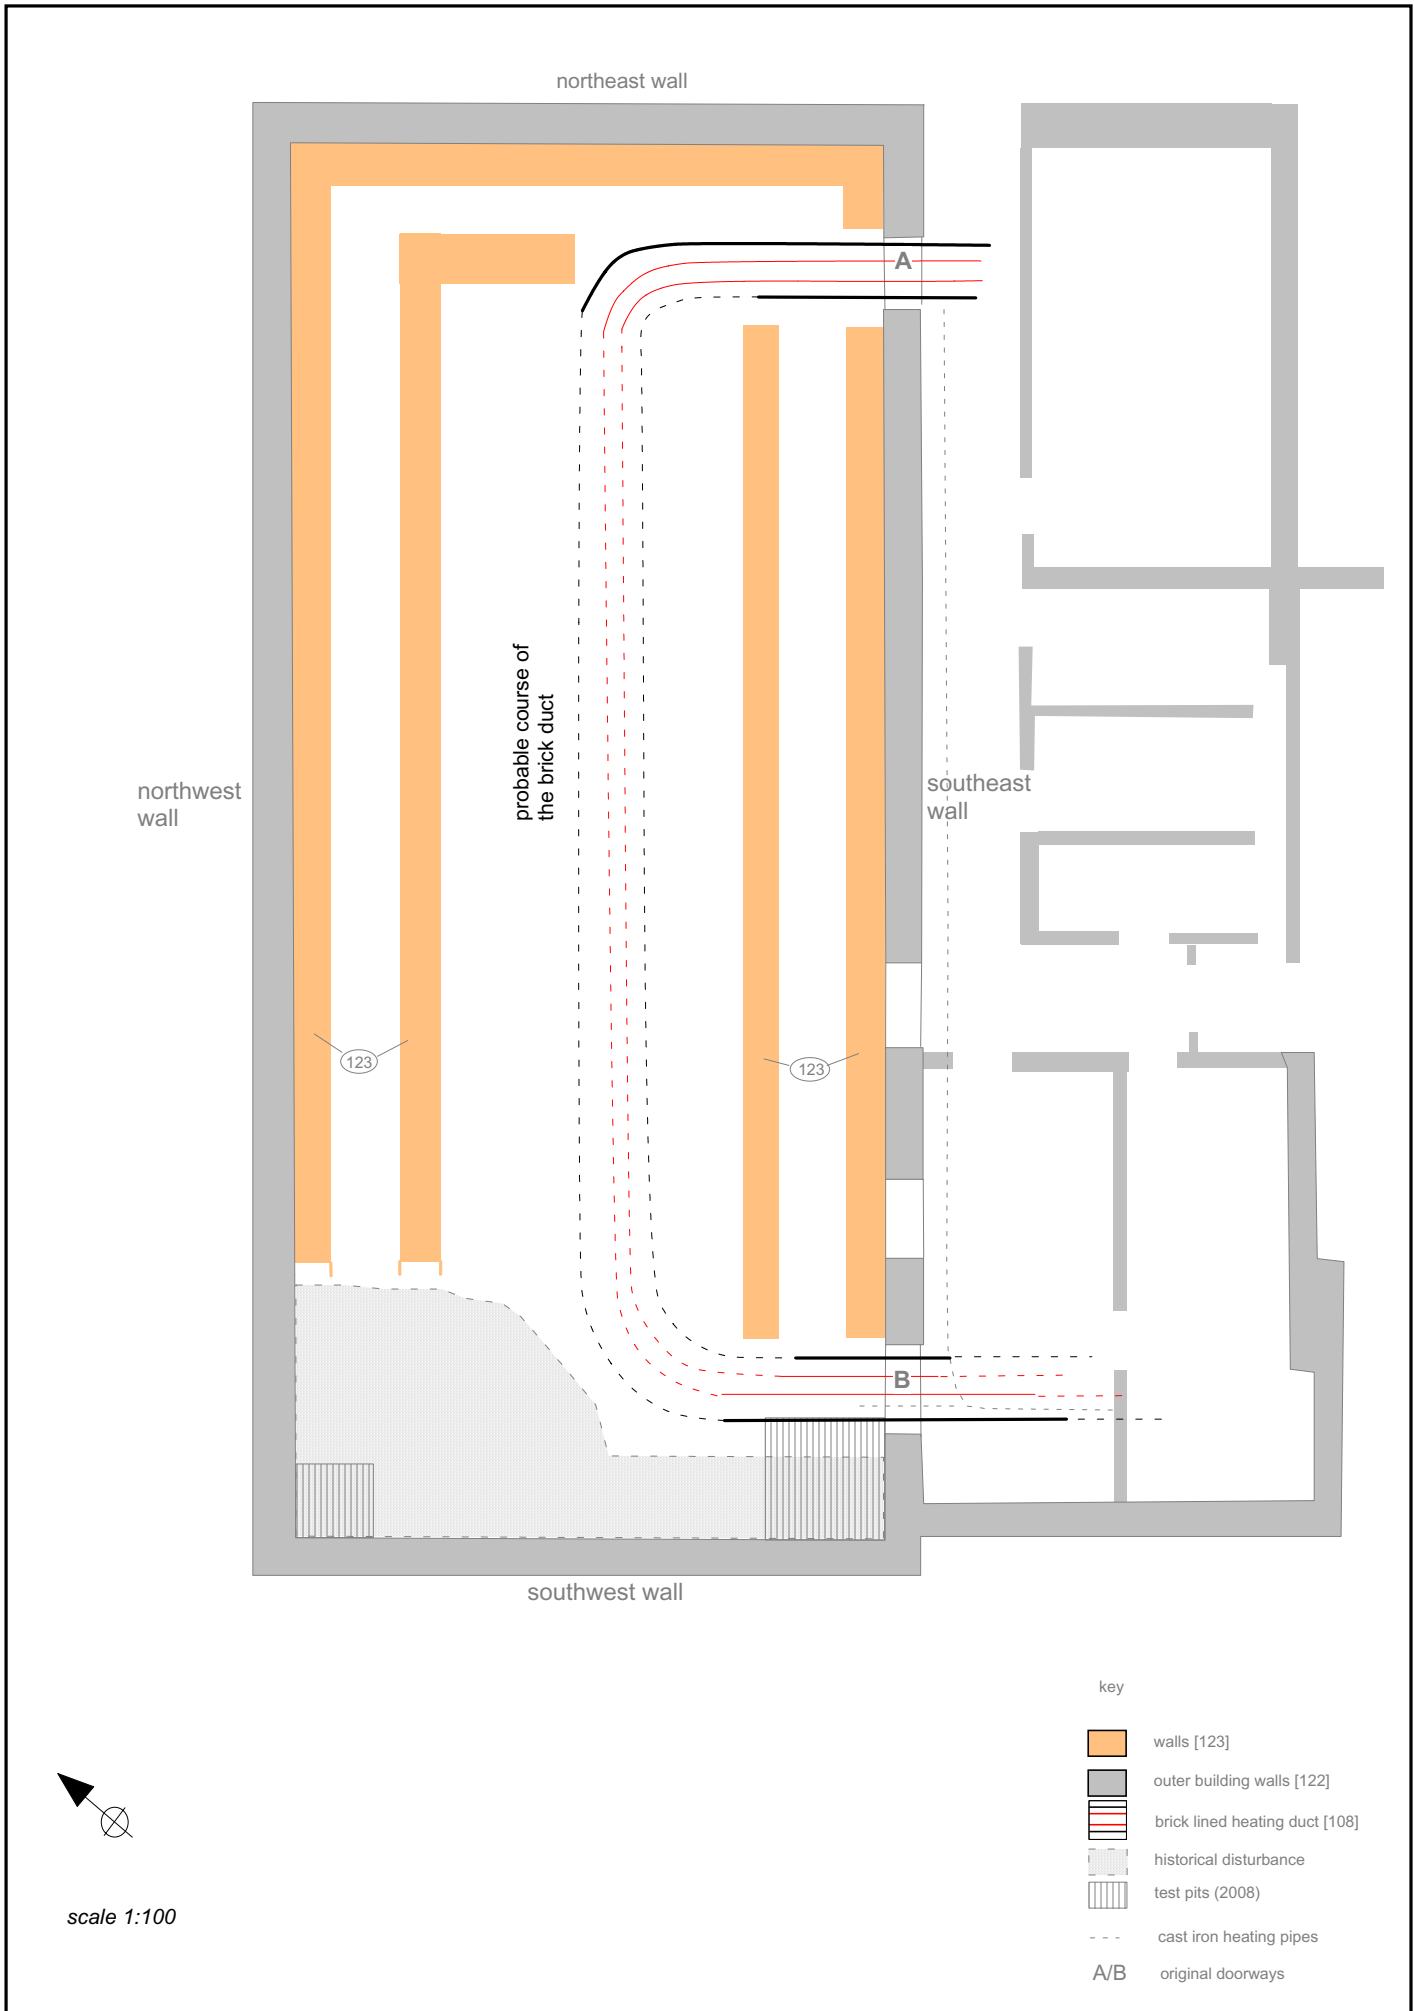 northeast wall
A
probable course of
the brick duct
northwest
wall
southeast
wall
123
123
B
southwest wall
key
walls [123]
outer building walls [122]
brick lined heating duct [108]
historical disturbance
test pits (2008)
cast iron heating pipes
A/B original doorways
scale 1:100